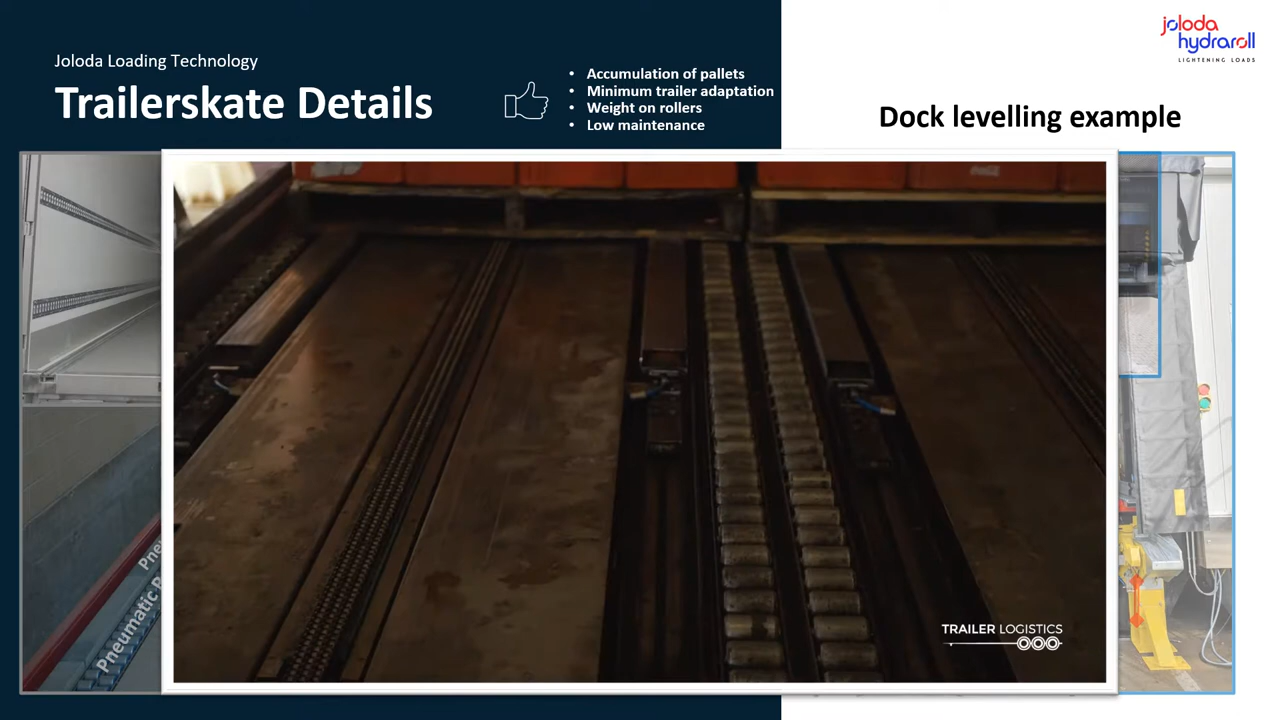 Joloda Loading Technology
Trailerskate Details
• Accumulation of pallets
• Minimum trailer adaptation
• Weight on rollers
• Low maintenance
joloda
hydraroll
LIGHTENING LOADS
Dock levelling example
Pneumatic
TRAILER LOGISTICS